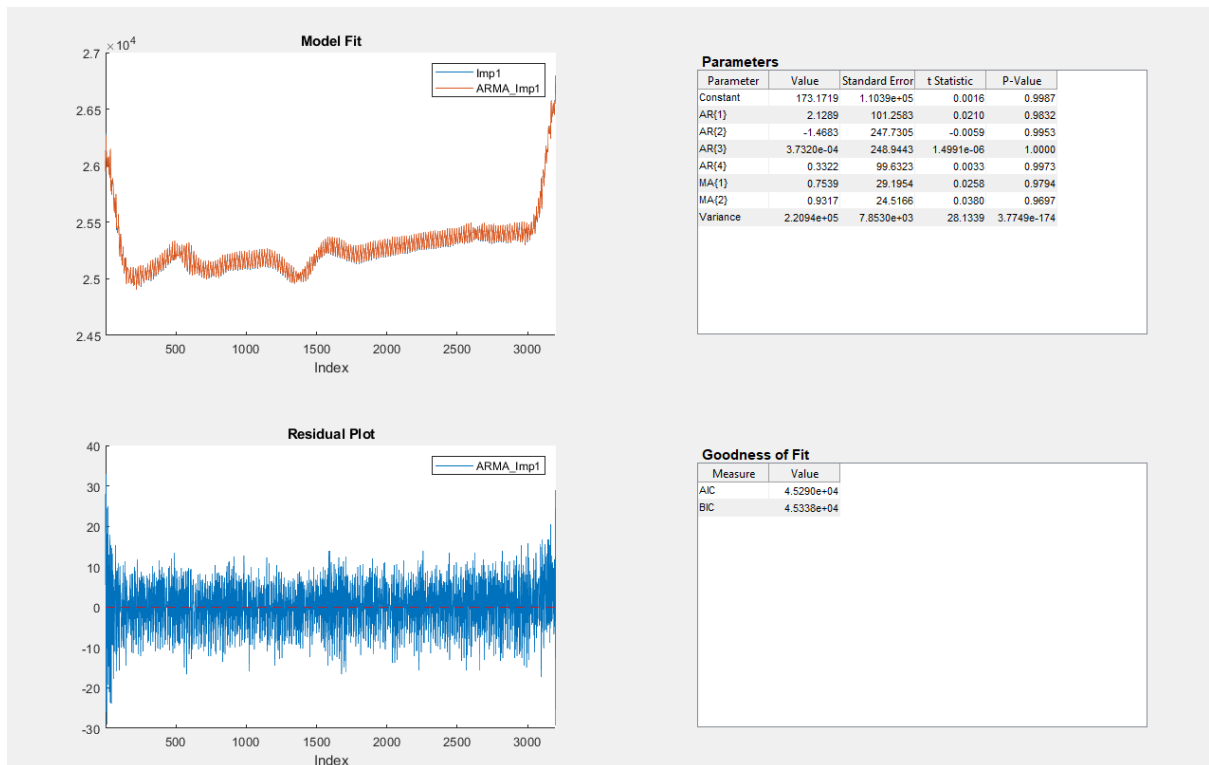 Model Fit
×10^4
2.7
2.65
2.6
2.55
2.5
2.45
Imp1
ARMA_Imp1
500 1000 1500 2000 2500 3000
Index
Parameters
Parameter Value Standard Error t Statistic P-Value
Constant 173.1719 1.1039e+05 0.0016 0.9987
AR{1} 2.1289 101.2583 0.0210 0.9832
AR{2} -1.4683 247.7305 -0.0059 0.9953
AR{3} 3.7320e-04 248.9443 1.4991e-06 1.0000
AR{4} 0.3322 99.6323 0.0033 0.9973
MA{1} 0.7539 29.1954 0.0258 0.9794
MA{2} 0.9317 24.5166 0.0380 0.9697
Variance 2.2094e+05 7.8530e+03 28.1339 3.7749e-174
Residual Plot
40
30
20
10
0
-10
-20
-30
ARMA_Imp1
500 1000 1500 2000 2500 3000
Index
Goodness of Fit
Measure Value
AIC 4.5290e+04
BIC 4.5338e+04